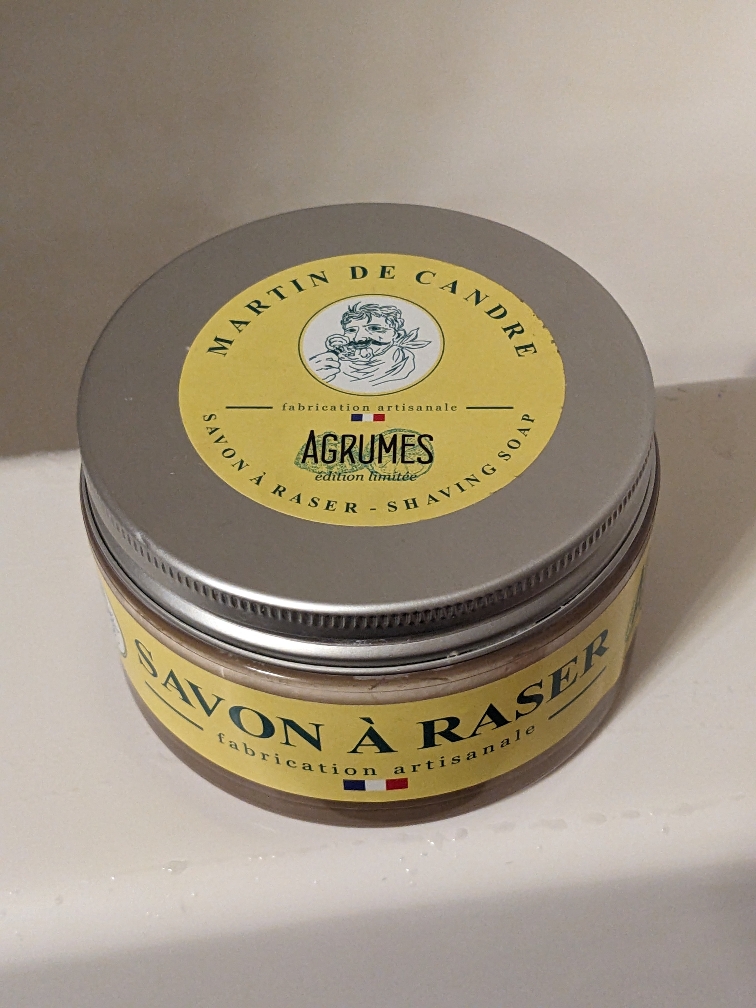 MARTIN DE CANDRE
fabrication artisanale
AGRUMES
édition limitée
SAVON À RASER - SHAVING SOAP
SAVON À RASER
fabrication artisanale